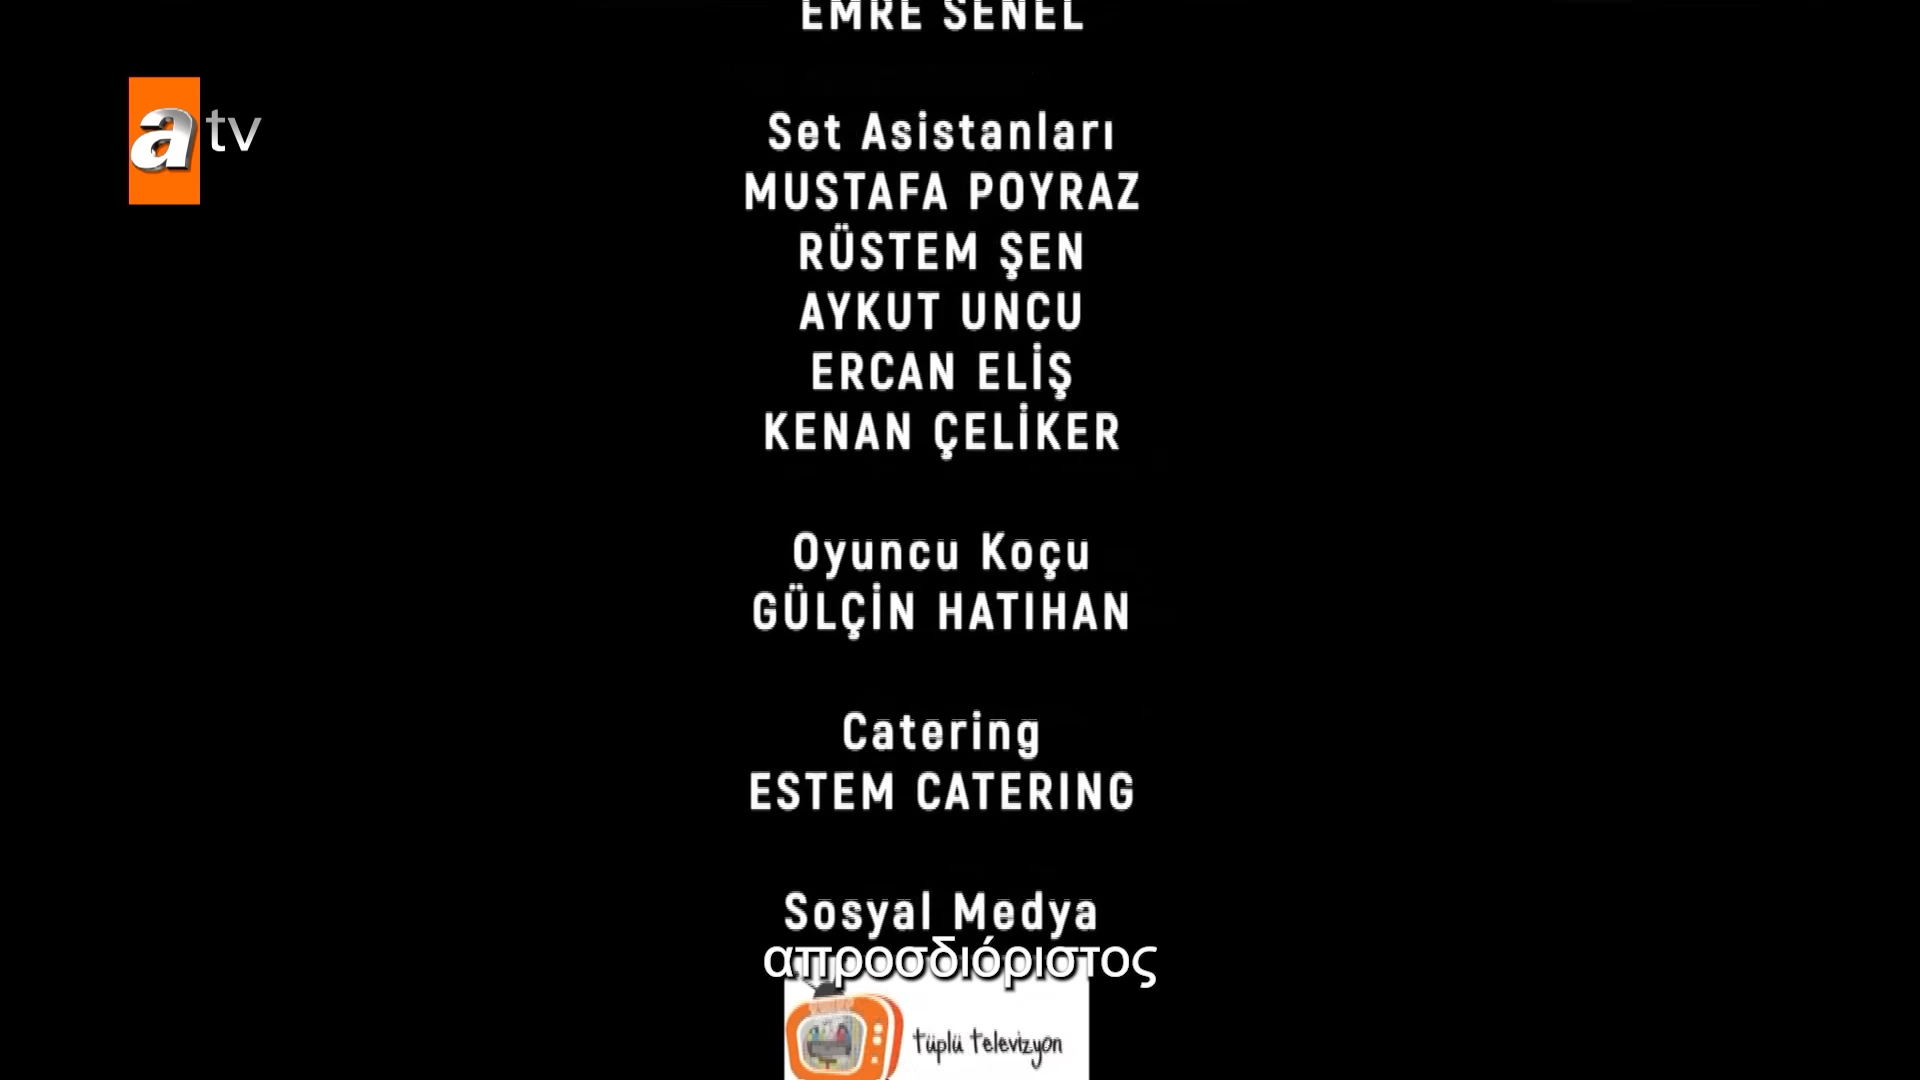 EMRE SENEL
atv
Set Asistanları
MUSTAFA POYRAZ
RÜSTEM ŞEN
AYKUT UNCU
ERCAN ELİŞ
KENAN ÇELİKER
Oyuncu Koçu
GÜLÇİN HATIHAN
Catering
ESTEM CATERING
Sosyal Medya
απροσδιόριστος
tüplü televizyon